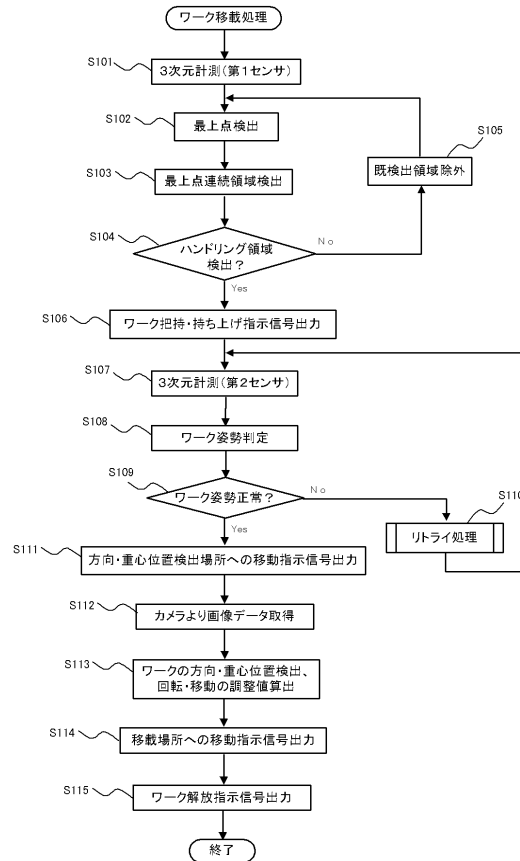 ワーク移載処理
S101
3次元計測(第1センサ)
S102
最上点検出
S105
既検出領域除外
S103
最上点連続領域検出
S104
ハンドリング領域
検出?
No
Yes
S106
ワーク把持・持ち上げ指示信号出力
S107
3次元計測(第2センサ)
S108
ワーク姿勢判定
S109
ワーク姿勢正常?
No
Yes
S110
リトライ処理
S111
方向・重心位置検出場所への移動指示信号出力
S112
カメラより画像データ取得
S113
ワークの方向・重心位置検出、
回転・移動の調整値算出
S114
移載場所への移動指示信号出力
S115
ワーク解放指示信号出力
終了